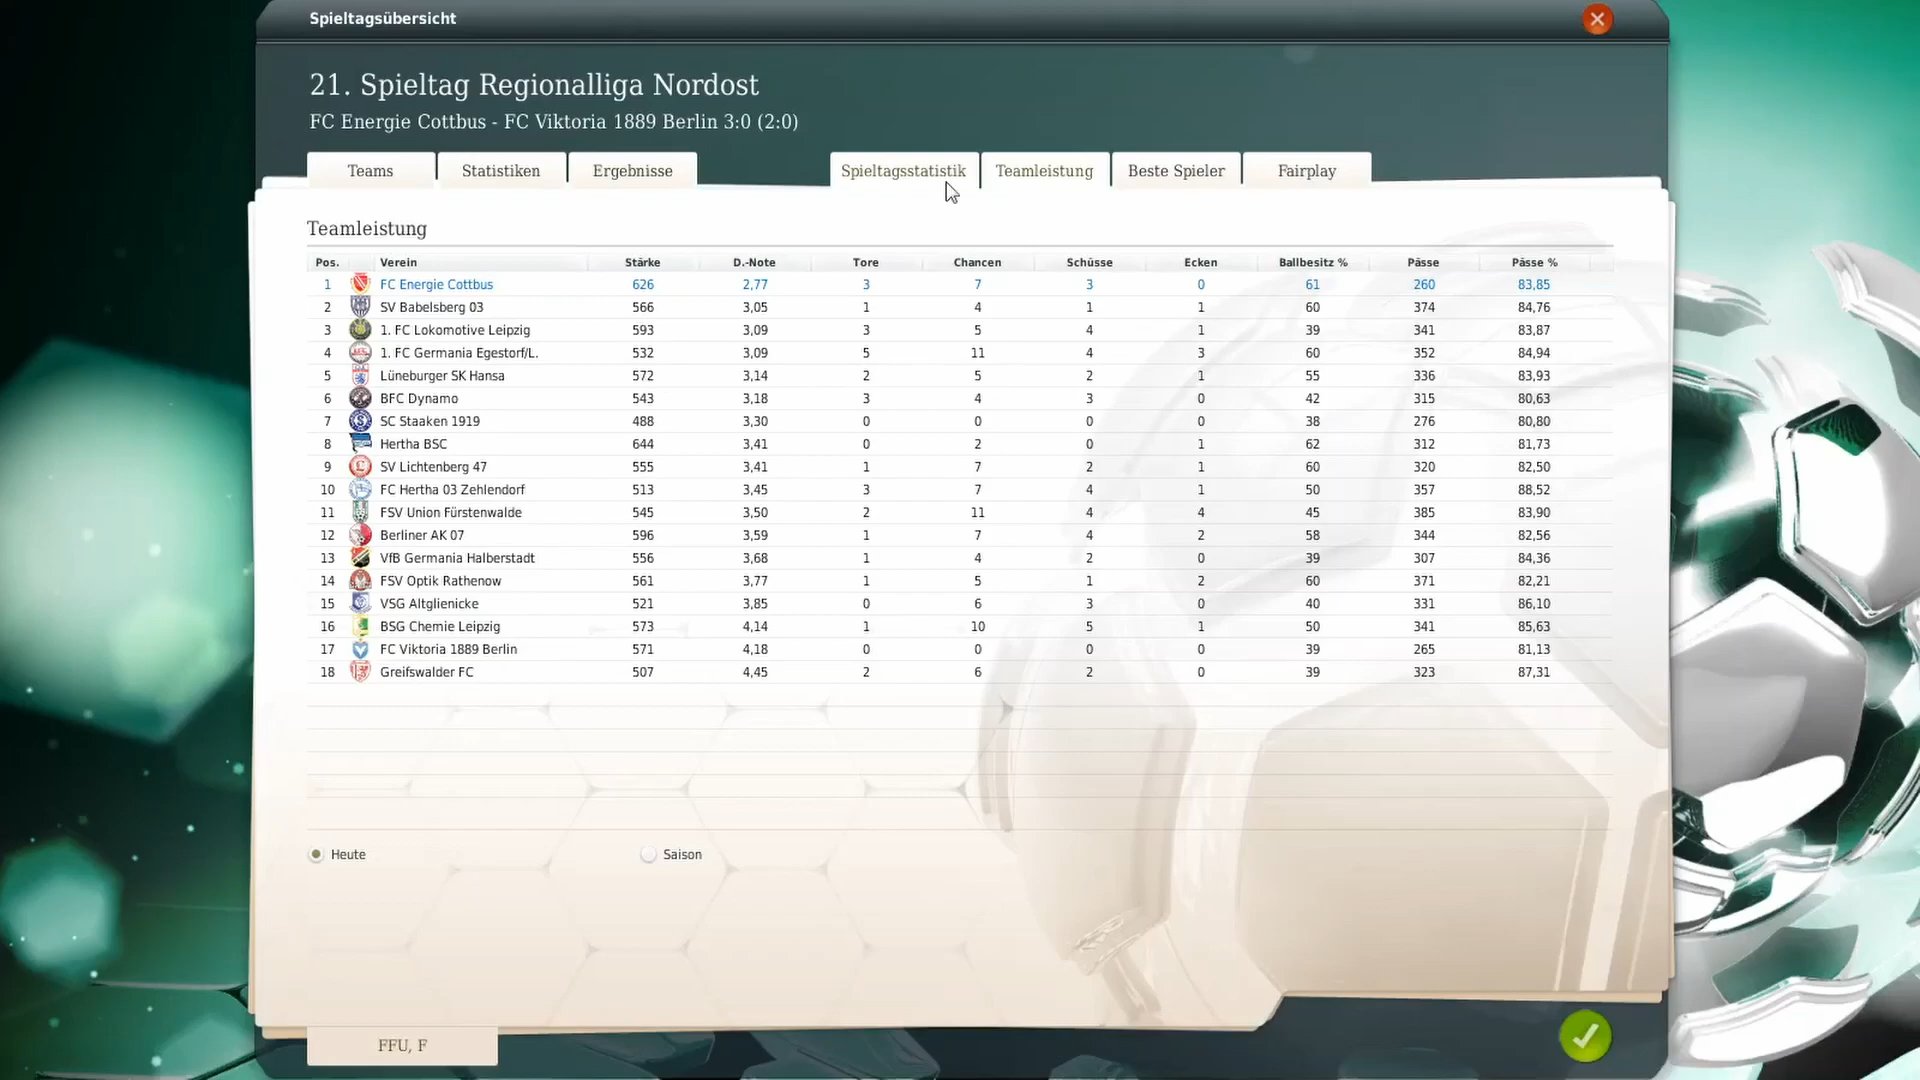 Spieltagsübersicht
21. Spieltag Regionalliga Nordost
FC Energie Cottbus - FC Viktoria 1889 Berlin 3:0 (2:0)
Teams Statistiken Ergebnisse Spieltagsstatistik Teamleistung Beste Spieler Fairplay
Teamleistung
Pos. Verein Stärke D.-Note Tore Chancen Schüsse Ecken Ballbesitz % Pässe Pässe %
1 FC Energie Cottbus 626 2,77 3 7 3 0 61 260 83,85
2 SV Babelsberg 03 566 3,05 1 4 1 1 60 374 84,76
3 1. FC Lokomotive Leipzig 593 3,09 3 5 4 1 39 341 83,87
4 1. FC Germania Egestorf/L. 532 3,09 5 11 4 3 60 352 84,94
5 Lüneburger SK Hansa 572 3,14 2 5 2 1 55 336 83,93
6 BFC Dynamo 543 3,18 3 4 3 0 42 315 80,63
7 SC Staaken 1919 488 3,30 0 0 0 0 38 276 80,80
8 Hertha BSC 644 3,41 0 2 0 1 62 312 81,73
9 SV Lichtenberg 47 555 3,41 1 7 2 1 60 320 82,50
10 FC Hertha 03 Zehlendorf 513 3,45 3 7 4 1 50 357 88,52
11 FSV Union Fürstenwalde 545 3,50 2 11 4 4 45 385 83,90
12 Berliner AK 07 596 3,59 1 7 4 2 58 344 82,56
13 VfB Germania Halberstadt 556 3,68 1 4 2 0 39 307 84,36
14 FSV Optik Rathenow 561 3,77 1 5 1 2 60 371 82,21
15 VSG Altglienicke 521 3,85 0 6 3 0 40 331 86,10
16 BSG Chemie Leipzig 573 4,14 1 10 5 1 50 341 85,63
17 FC Viktoria 1889 Berlin 571 4,18 0 0 0 0 39 265 81,13
18 Greifswalder FC 507 4,45 2 6 2 0 39 323 87,31
Heute Saison
FFU, F